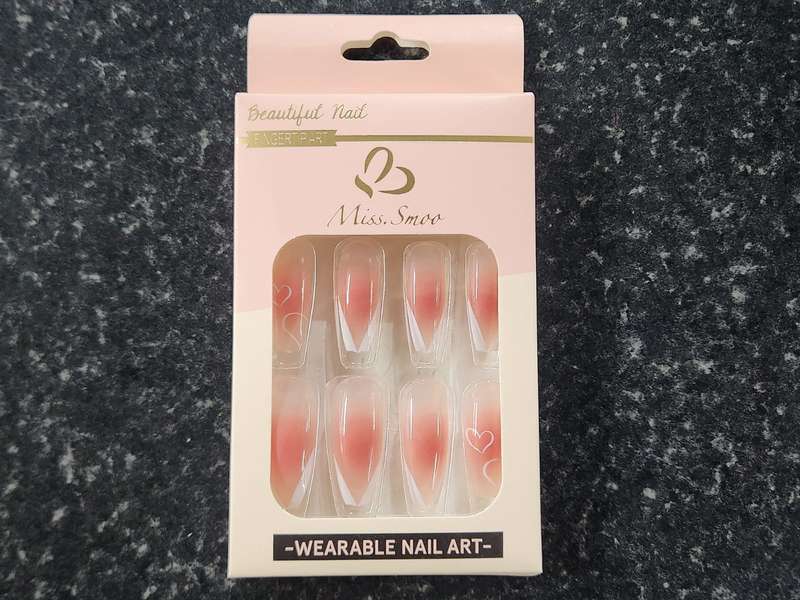 Beautiful Nail
FINGERTIP ART
Miss.Smoo
-WEARABLE NAIL ART-